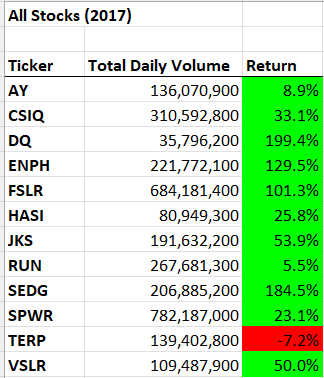 All Stocks (2017)
Ticker Total Daily Volume Return
AY 136,070,900 8.9%
CSIQ 310,592,800 33.1%
DQ 35,796,200 199.4%
ENPH 221,772,100 129.5%
FSLR 684,181,400 101.3%
HASI 80,949,300 25.8%
JKS 191,632,200 53.9%
RUN 267,681,300 5.5%
SEDG 206,885,200 184.5%
SPWR 782,187,000 23.1%
TERP 139,402,800 -7.2%
VSLR 109,487,900 50.0%